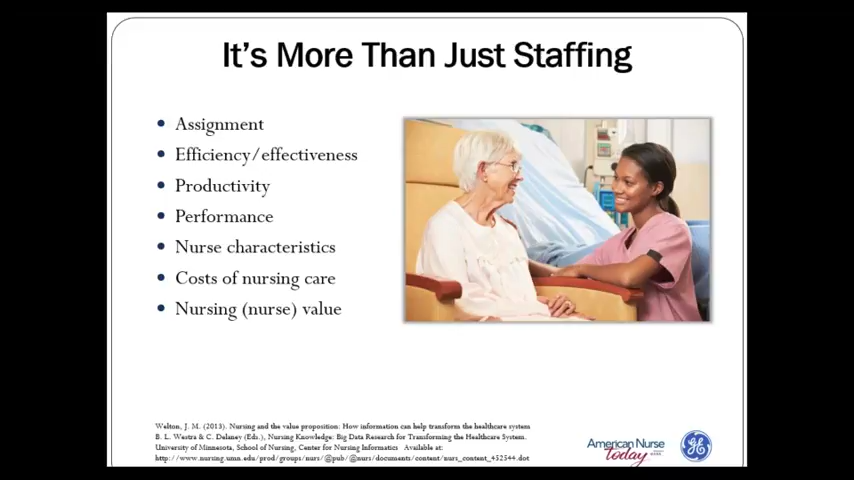 It's More Than Just Staffing
Assignment
Efficiency/effectiveness
Productivity
Performance
Nurse characteristics
Costs of nursing care
Nursing (nurse) value
Welton, J. M. (2013). Nursing and the value proposition: How information can help transform the healthcare system
B. L. Westra & C. Delaney (Eds.), Nursing Knowledge: Big Data Research for Transforming the Healthcare System.
University of Minnesota, School of Nursing, Center for Nursing Informatics Available at:
http://www.nursing.umn.edu/prod/groups/nurs/@pub/@nurs/documents/content/nurs_content_452544.dot
American Nurse
today